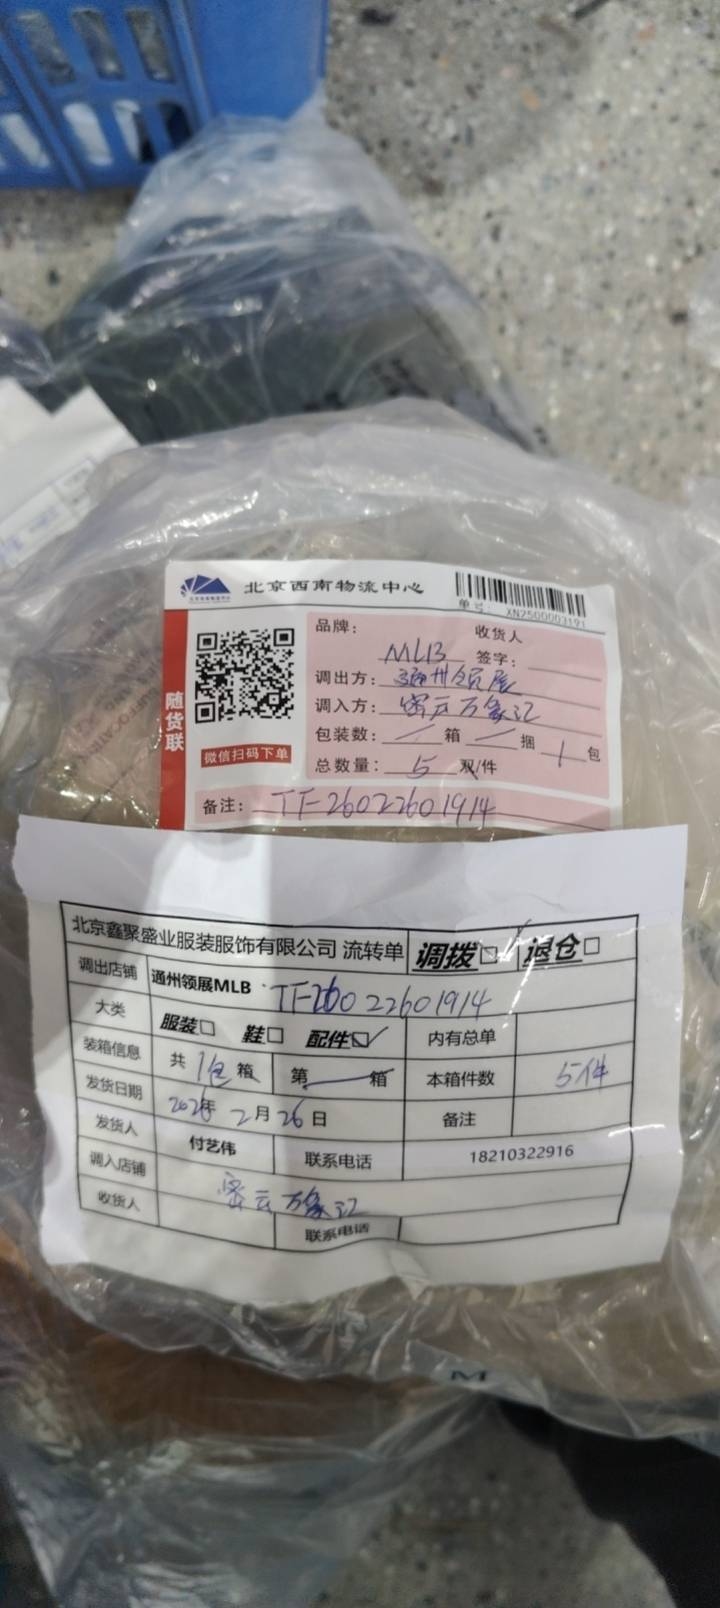 北京西南物流中心
单号: XN2500003191
品牌: MLB
收货人
签字:
调出方: 通州领展
调入方: 密云万象汇
包装数: / 箱 / 捆 1 包
总数量: 5 双/件
备注: TF-26022601914
随货联
微信扫码下单
北京鑫聚盛业服装服饰有限公司 流转单 调拨□ 退仓□
调出店铺 通州领展MLB TF-26022601914
大类 服装□ 鞋□ 配件☑ 内有总单
装箱信息 共 1包 箱 第 箱 本箱件数 5件
发货日期 2026年 2月26日 备注
发货人 付艺伟 联系电话 18210322916
调入店铺 密云万象汇
收货人 联系电话
M